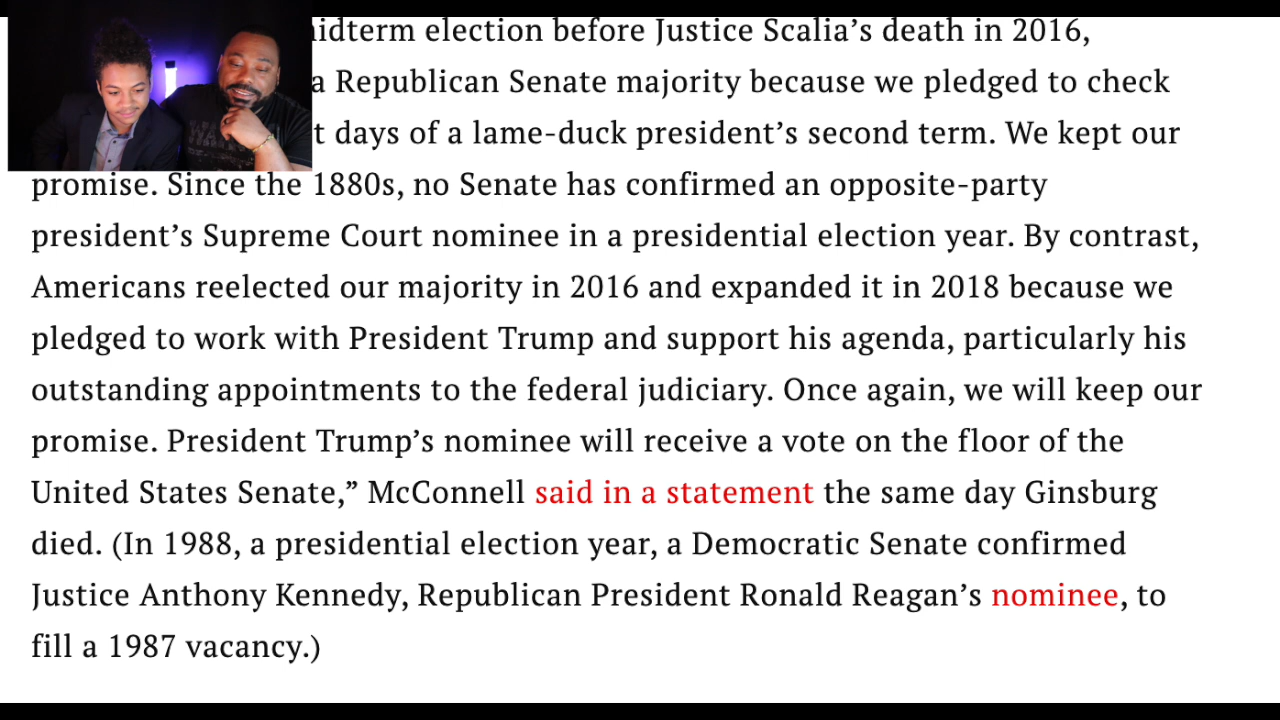 midterm election before Justice Scalia’s death in 2016,
a Republican Senate majority because we pledged to check
t days of a lame-duck president’s second term. We kept our
promise. Since the 1880s, no Senate has confirmed an opposite-party
president’s Supreme Court nominee in a presidential election year. By contrast,
Americans reelected our majority in 2016 and expanded it in 2018 because we
pledged to work with President Trump and support his agenda, particularly his
outstanding appointments to the federal judiciary. Once again, we will keep our
promise. President Trump’s nominee will receive a vote on the floor of the
United States Senate,” McConnell said in a statement the same day Ginsburg
died. (In 1988, a presidential election year, a Democratic Senate confirmed
Justice Anthony Kennedy, Republican President Ronald Reagan’s nominee, to
fill a 1987 vacancy.)